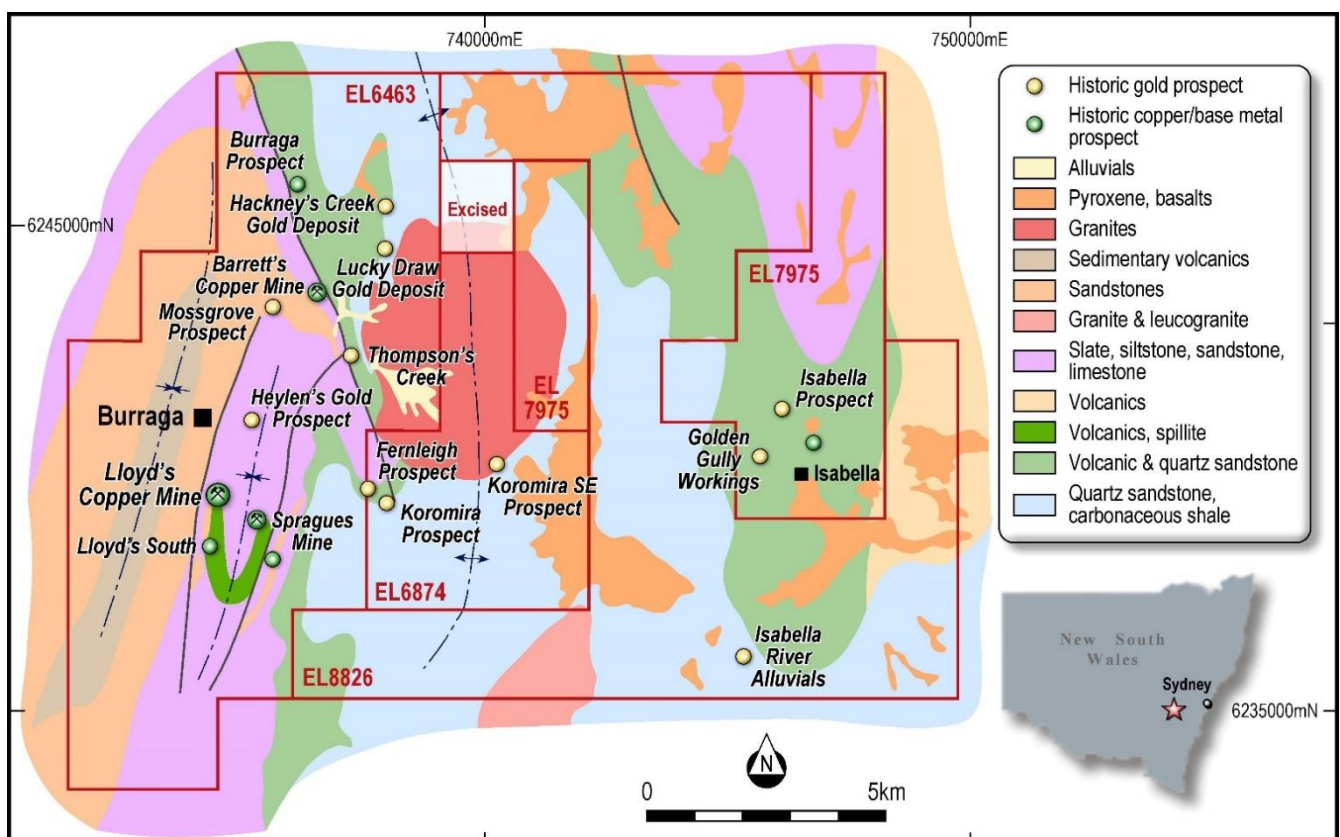 740000mE
750000mE
EL6463
Historic gold prospect
Historic copper/base metal
prospect
Alluvials
Pyroxene, basalts
Granites
Sedimentary volcanics
Sandstones
Granite & leucogranite
Slate, siltstone, sandstone,
limestone
Volcanics
Volcanics, spillite
Volcanic & quartz sandstone
Quartz sandstone,
carbonaceous shale
Burraga
Prospect
Hackney's Creek
Gold Deposit
Excised
6245000mN
Barrett's
Copper Mine
Lucky Draw
Gold Deposit
EL7975
Mossgrove
Prospect
Thompson's
Creek
EL
7975
Isabella
Prospect
Heylen's Gold
Prospect
Burraga
Golden
Gully
Workings
Isabella
Fernleigh
Prospect
Lloyd's
Copper Mine
Koromira SE
Prospect
Koromira
Prospect
Spragues
Mine
Lloyd's South
EL6874
Isabella
River
Alluvials
EL8826
New South
Wales
Sydney
6235000mN
N
0
5km